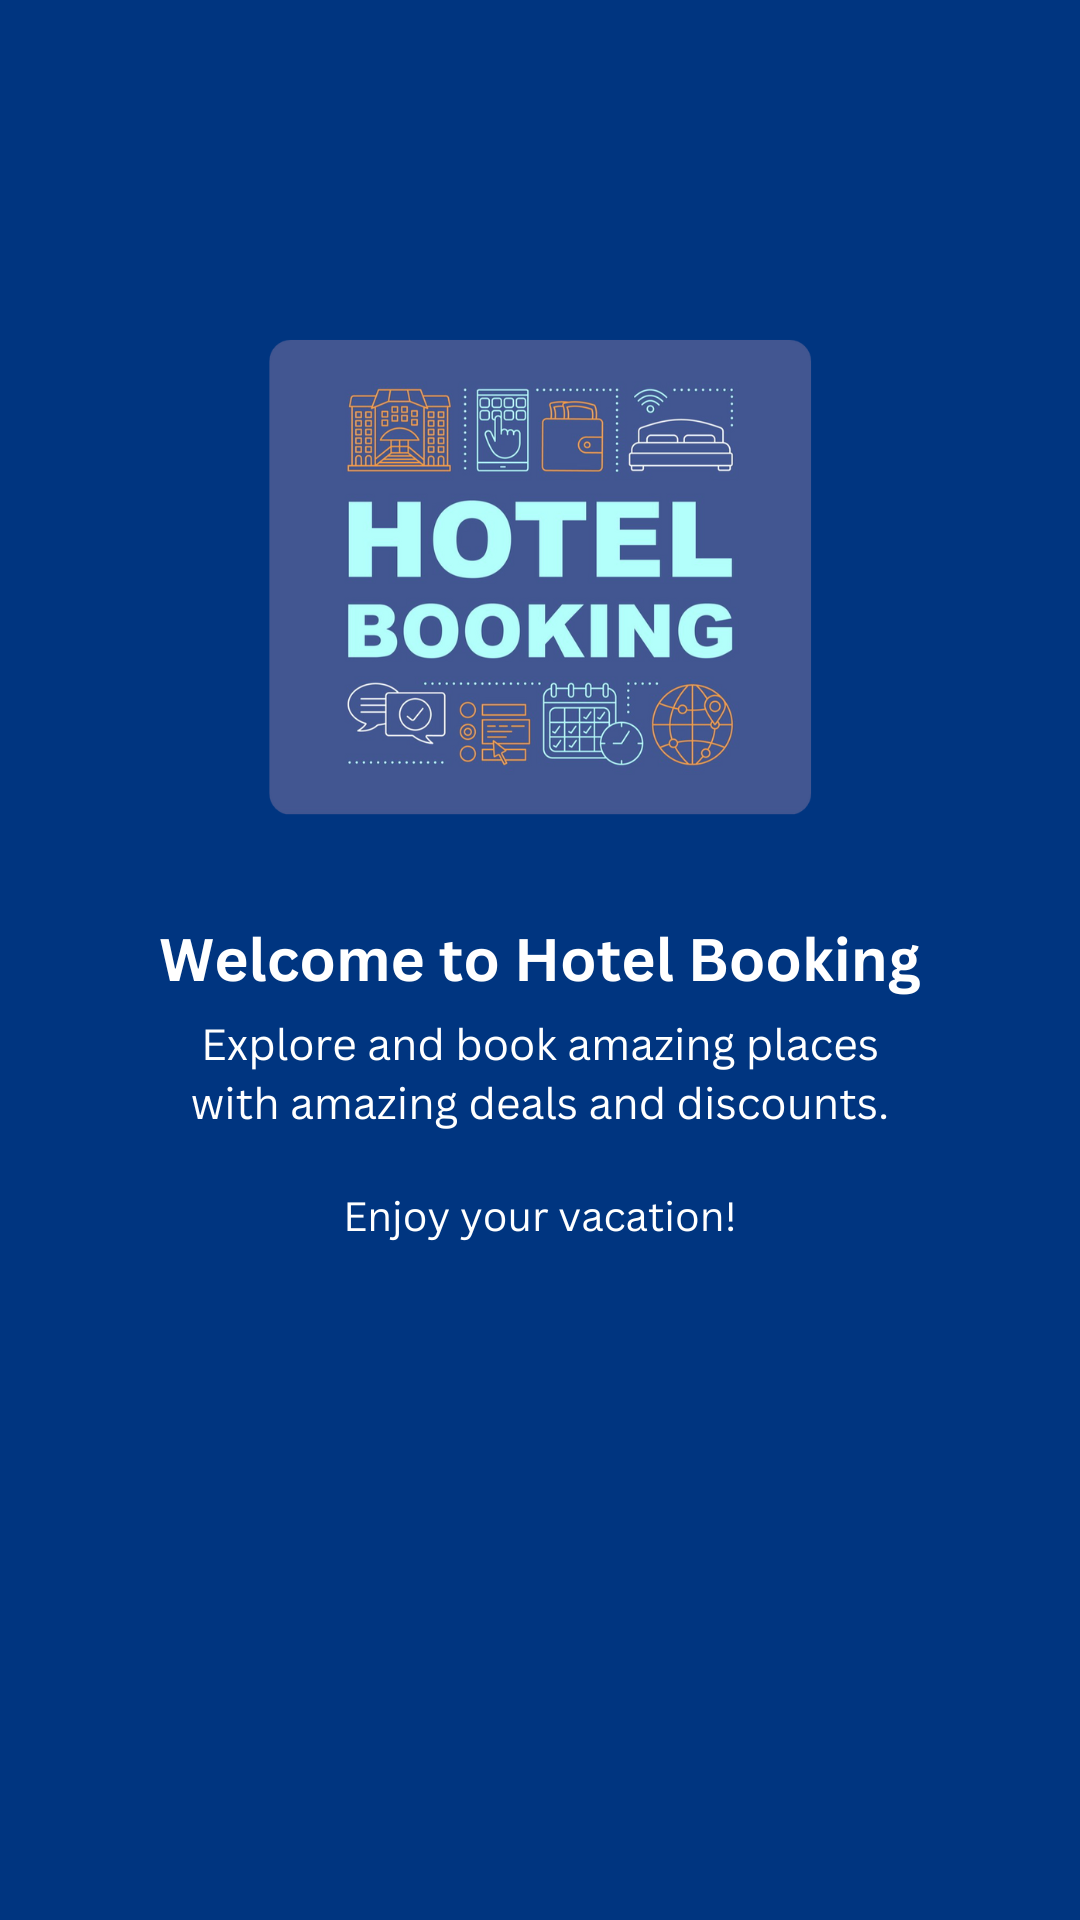 HOTEL
BOOKING
Welcome to Hotel Booking
Explore and book amazing places
with amazing deals and discounts.
Enjoy your vacation!